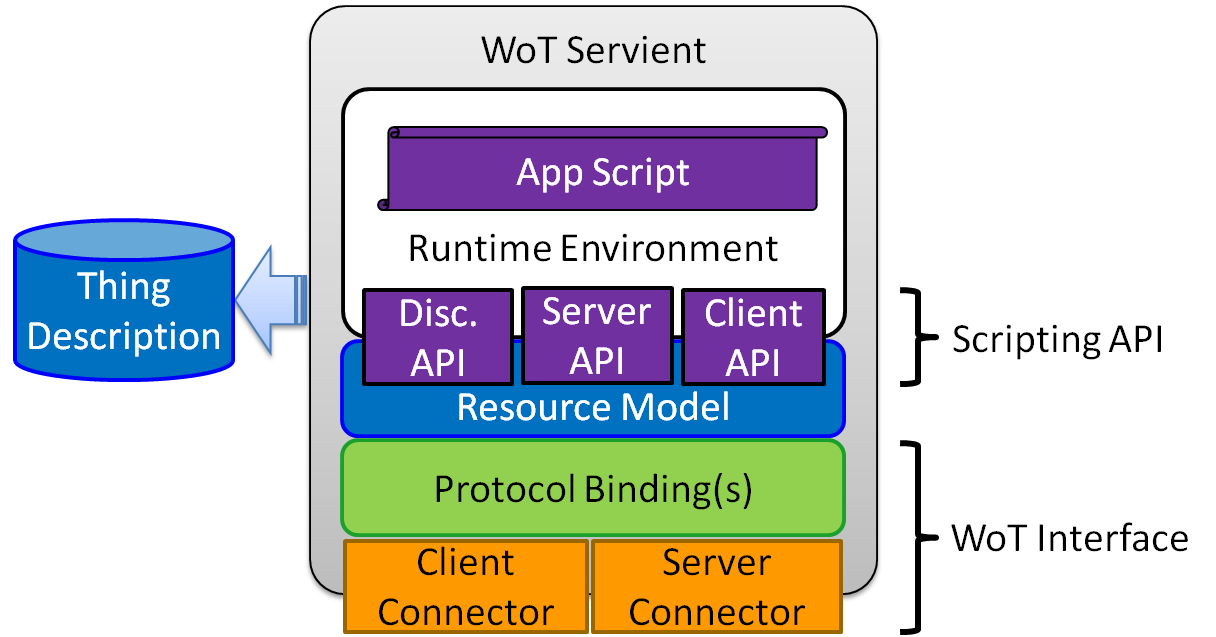 WoT Servient
App Script
Runtime Environment
Thing
Description
Disc.
API
Server
API
Client
API
Scripting API
Resource Model
Protocol Binding(s)
WoT Interface
Client
Connector
Server
Connector